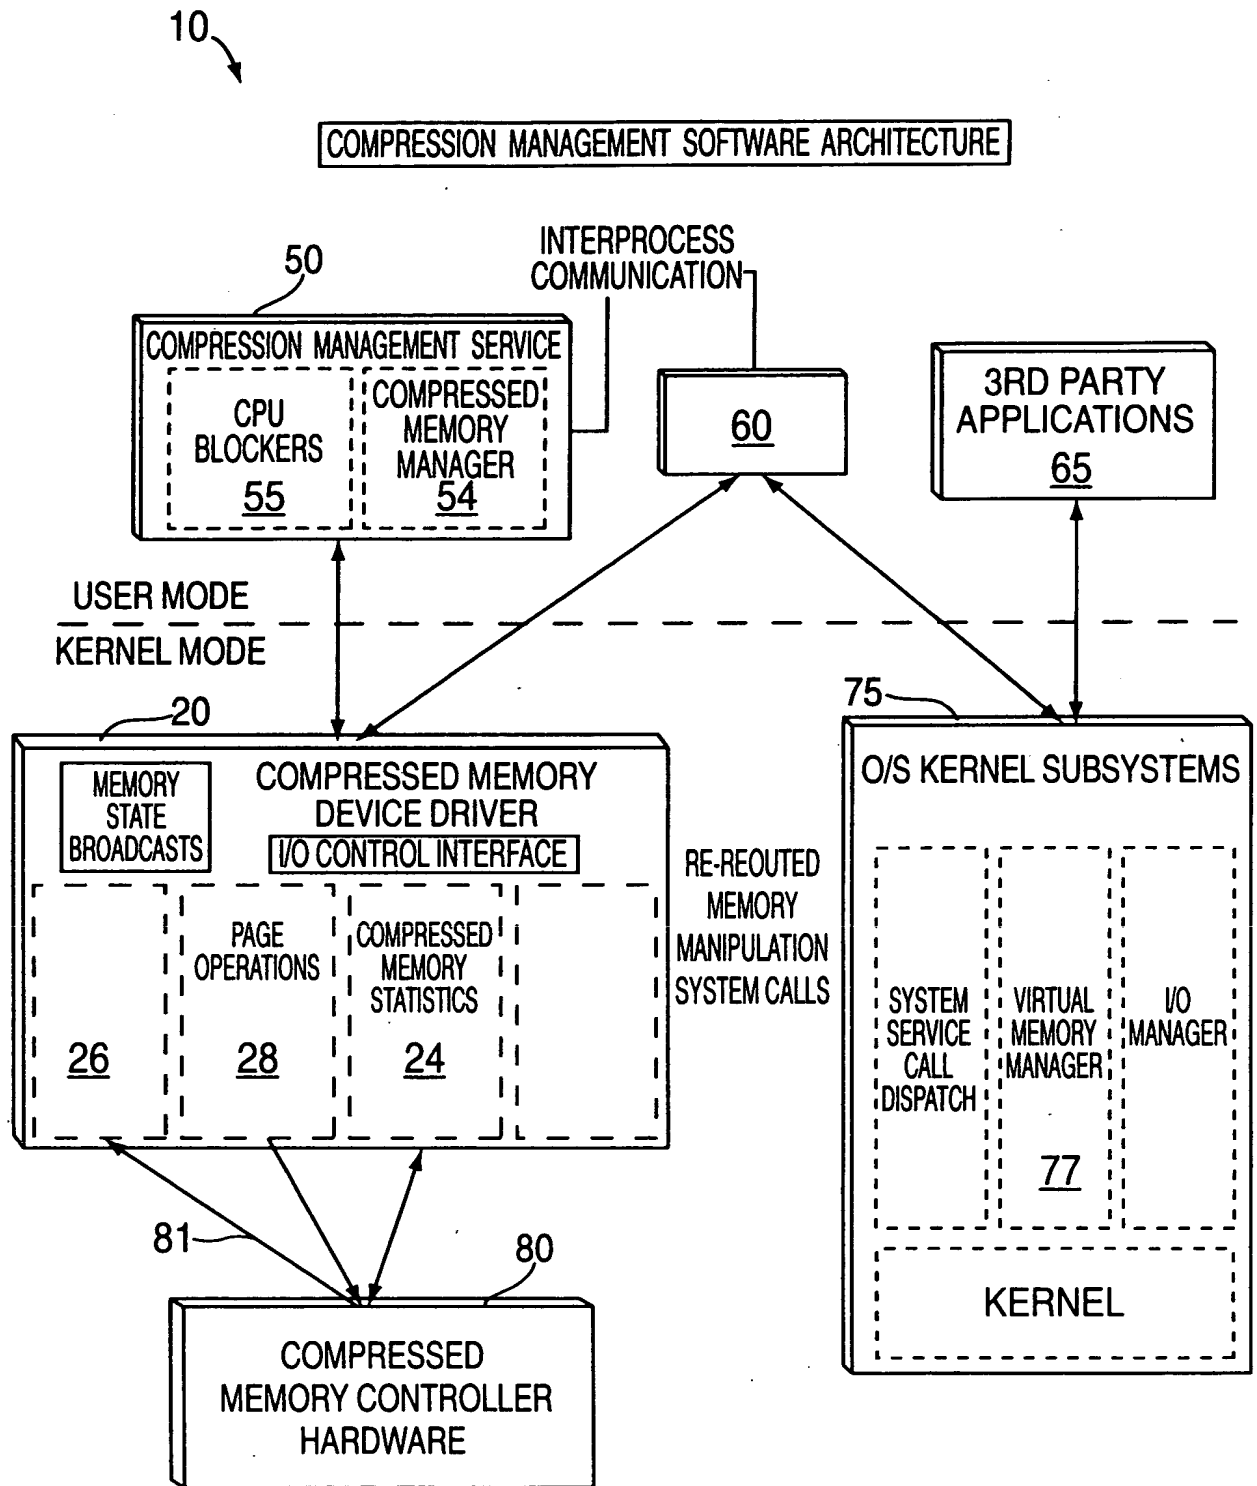 10
COMPRESSION MANAGEMENT SOFTWARE ARCHITECTURE
INTERPROCESS
COMMUNICATION
50
COMPRESSION MANAGEMENT SERVICE
CPU
BLOCKERS
55
COMPRESSED
MEMORY
MANAGER
54
60
3RD PARTY
APPLICATIONS
65
USER MODE
KERNEL MODE
20
MEMORY
STATE
BROADCASTS
COMPRESSED MEMORY
DEVICE DRIVER
I/O CONTROL INTERFACE
26
PAGE
OPERATIONS
28
COMPRESSED
MEMORY
STATISTICS
24
RE-REOUTED
MEMORY
MANIPULATION
SYSTEM CALLS
75
O/S KERNEL SUBSYSTEMS
SYSTEM
SERVICE
CALL
DISPATCH
VIRTUAL
MEMORY
MANAGER
77
I/O
MANAGER
KERNEL
81
80
COMPRESSED
MEMORY CONTROLLER
HARDWARE